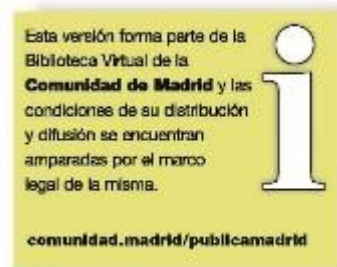 Esta versión forma parte de la
Biblioteca Virtual de la
Comunidad de Madrid y las
condiciones de su distribución
y difusión se encuentran
amparadas por el marco
legal de la misma.
comunidad.madrid/publicamadrid